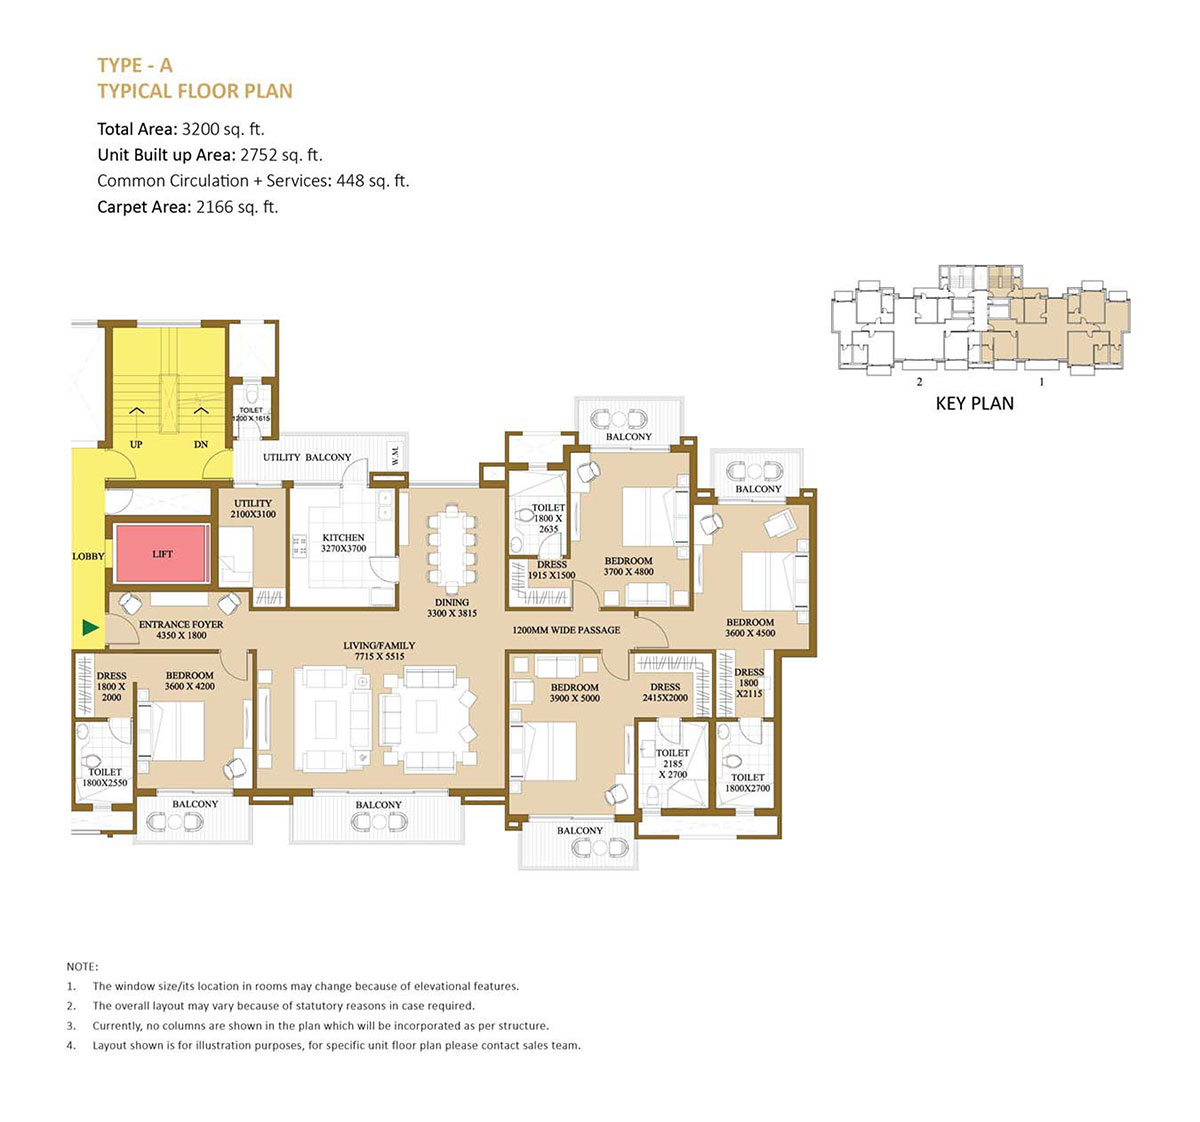 TYPE - A
TYPICAL FLOOR PLAN
Total Area: 3200 sq. ft.
Unit Built up Area: 2752 sq. ft.
Common Circulation + Services: 448 sq. ft.
Carpet Area: 2166 sq. ft.
2
1
KEY PLAN
UP
DN
TOILET
1200 X 1615
UTILITY BALCONY
W.M.
BALCONY
BALCONY
LOBBY
LIFT
UTILITY
2100X3100
KITCHEN
3270X3700
DINING
3300 X 3815
TOILET
1800 X
2635
DRESS
1915 X1500
BEDROOM
3700 X 4800
BEDROOM
3600 X 4500
ENTRANCE FOYER
4350 X 1800
LIVING/FAMILY
7715 X 5515
1200MM WIDE PASSAGE
DRESS
1800 X
2000
BEDROOM
3600 X 4200
BEDROOM
3900 X 5000
DRESS
2415X2000
DRESS
1800
X2115
TOILET
1800X2550
TOILET
2185
X 2700
TOILET
1800X2700
BALCONY
BALCONY
BALCONY
NOTE:
1. The window size/its location in rooms may change because of elevational features.
2. The overall layout may vary because of statutory reasons in case required.
3. Currently, no columns are shown in the plan which will be incorporated as per structure.
4. Layout shown is for illustration purposes, for specific unit floor plan please contact sales team.